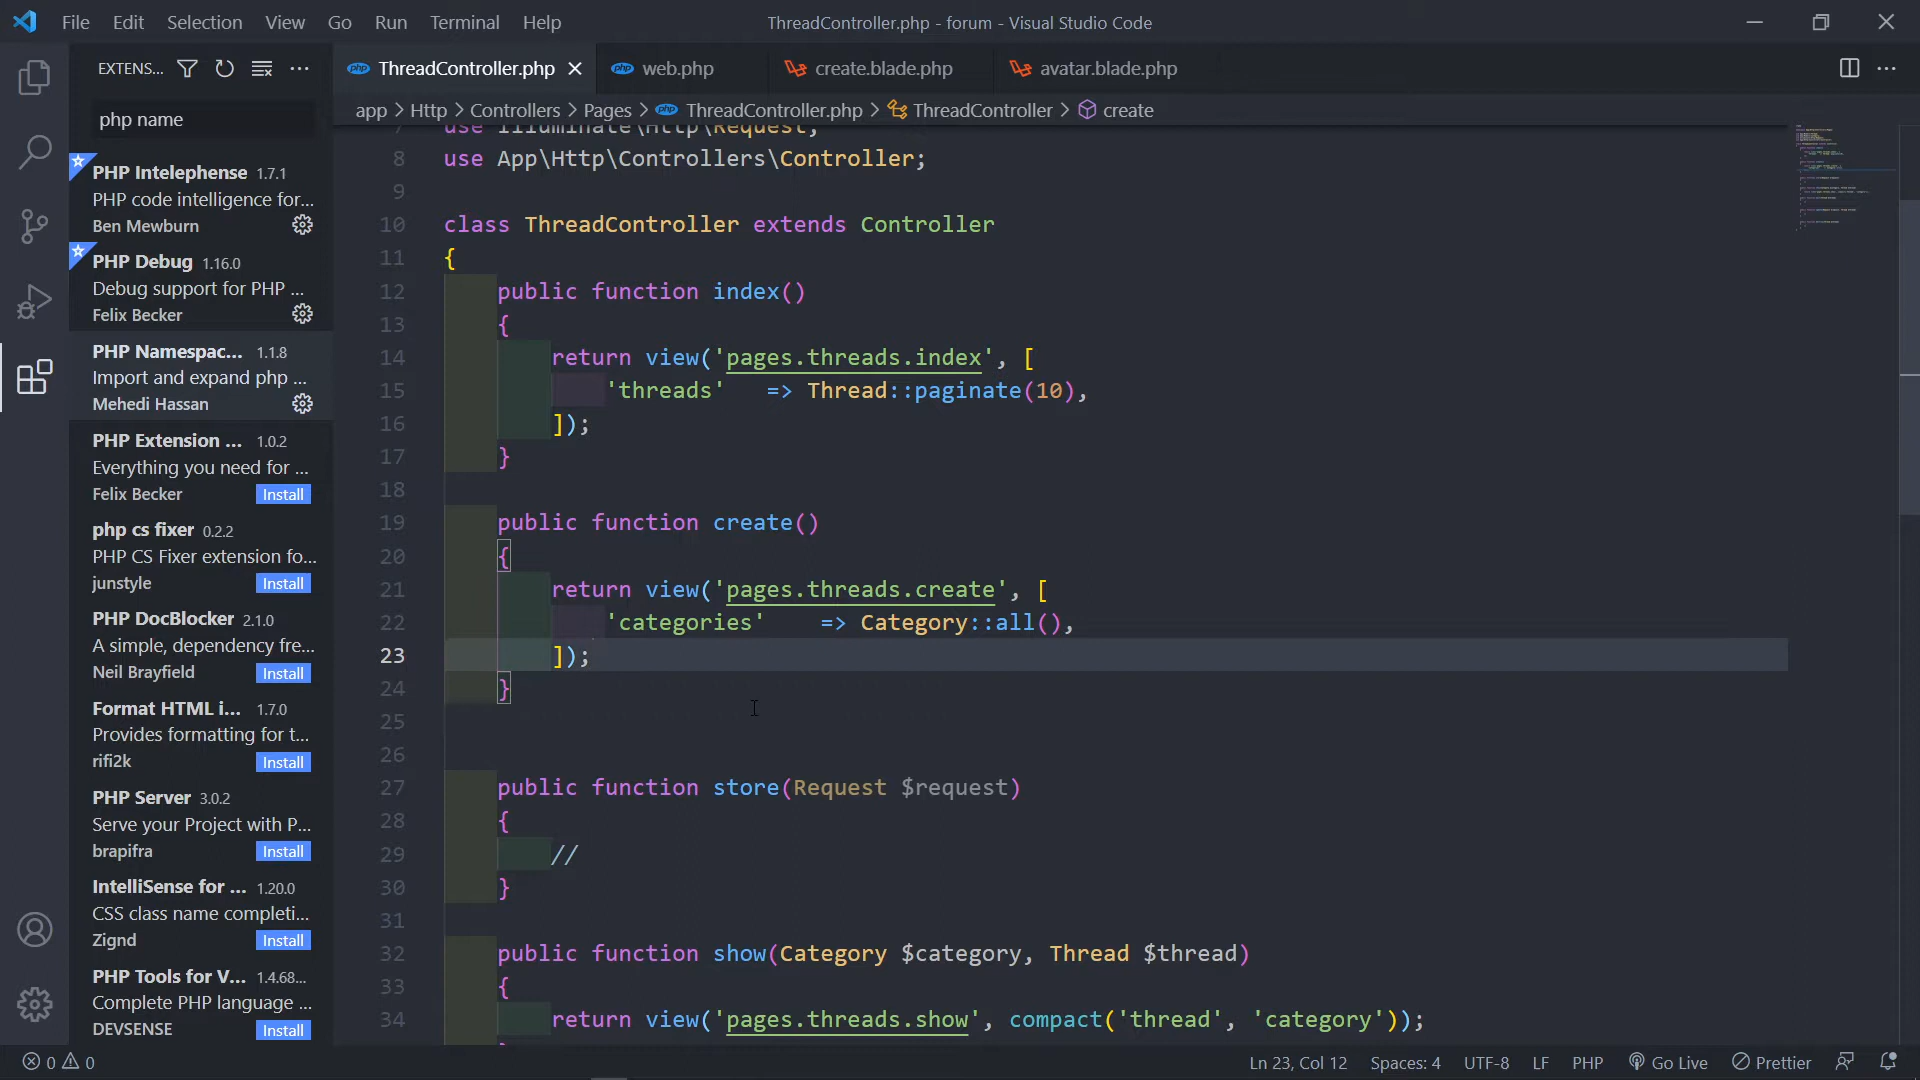 File Edit Selection View Go Run Terminal Help
ThreadController.php - forum - Visual Studio Code
EXTENS...
php name
PHP Intelephense 1.7.1
PHP code intelligence for...
Ben Mewburn
PHP Debug 1.16.0
Debug support for PHP ...
Felix Becker
PHP Namespac... 1.1.8
Import and expand php ...
Mehedi Hassan
PHP Extension ... 1.0.2
Everything you need for ...
Felix Becker Install
php cs fixer 0.2.2
PHP CS Fixer extension fo...
junstyle Install
PHP DocBlocker 2.1.0
A simple, dependency fre...
Neil Brayfield Install
Format HTML i... 1.7.0
Provides formatting for t...
rifi2k Install
PHP Server 3.0.2
Serve your Project with P...
brapifra Install
IntelliSense for ... 1.20.0
CSS class name completi...
Zignd Install
PHP Tools for V... 1.4.68...
Complete PHP language ...
DEVSENSE Install
php ThreadController.php php web.php create.blade.php avatar.blade.php
app > Http > Controllers > Pages > php ThreadController.php > ThreadController > create
7 use Illuminate\Http\Request;
8 use App\Http\Controllers\Controller;
9
10 class ThreadController extends Controller
11 {
12 public function index()
13 {
14 return view('pages.threads.index', [
15 'threads' => Thread::paginate(10),
16 ]);
17 }
18
19 public function create()
20 {
21 return view('pages.threads.create', [
22 'categories' => Category::all(),
23 ]);
24 }
25
26
27 public function store(Request $request)
28 {
29 //
30 }
31
32 public function show(Category $category, Thread $thread)
33 {
34 return view('pages.threads.show', compact('thread', 'category'));
0 0 Ln 23, Col 12 Spaces: 4 UTF-8 LF PHP Go Live Prettier